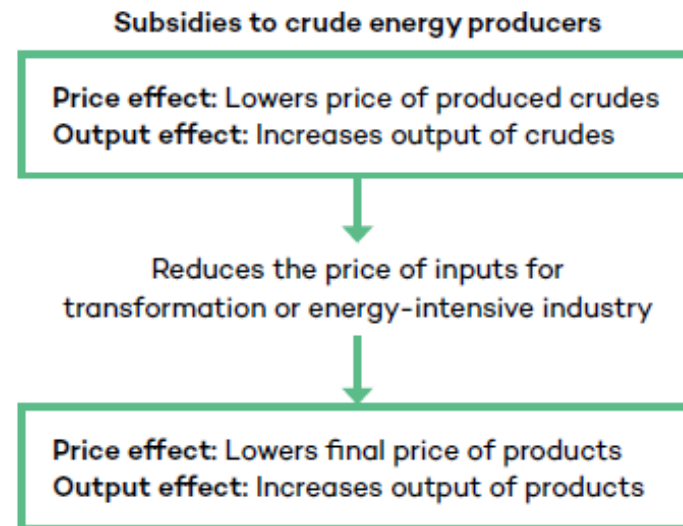 Subsidies to crude energy producers
Price effect: Lowers price of produced crudes
Output effect: Increases output of crudes
Reduces the price of inputs for
transformation or energy-intensive industry
Price effect: Lowers final price of products
Output effect: Increases output of products